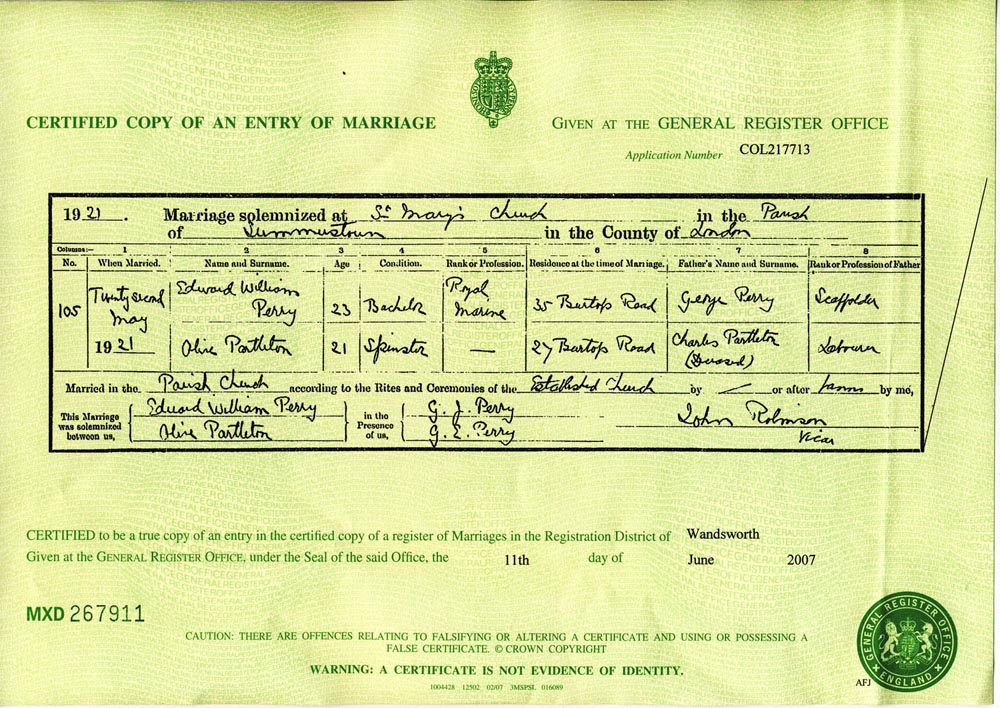 CERTIFIED COPY OF AN ENTRY OF MARRIAGE
GIVEN AT THE GENERAL REGISTER OFFICE
Application Number COL217713
1921. Marriage solemnized at St Mary's Church in the Parish
of Summerstown in the County of London
Columns:— 1 2 3 4 5 6 7 8
No. When Married. Name and Surname. Age Condition. Rank or Profession. Residence at the time of Marriage. Father's Name and Surname. Rank or Profession of Father
105 Twenty second May 1921 Edward William Perry 23 Bachelor Royal Marine 35 Bartop Road George Perry Scaffolder
Olive Partleton 21 Spinster — 27 Bartop Road Charles Partleton (Deceased) Labourer
Married in the Parish Church according to the Rites and Ceremonies of the Established Church by — or after banns by me,
This Marriage was solemnized between us, Edward William Perry in the Presence of us, G. J. Perry John Robinson
Olive Partleton G. E. Perry Vicar
CERTIFIED to be a true copy of an entry in the certified copy of a register of Marriages in the Registration District of Wandsworth
Given at the GENERAL REGISTER OFFICE, under the Seal of the said Office, the 11th day of June 2007
MXD 267911
CAUTION: THERE ARE OFFENCES RELATING TO FALSIFYING OR ALTERING A CERTIFICATE AND USING OR POSSESSING A
FALSE CERTIFICATE. © CROWN COPYRIGHT
WARNING: A CERTIFICATE IS NOT EVIDENCE OF IDENTITY.
1004428 12502 02/07 3MSPSL 016089
AFJ
GENERAL REGISTER OFFICE
ENGLAND